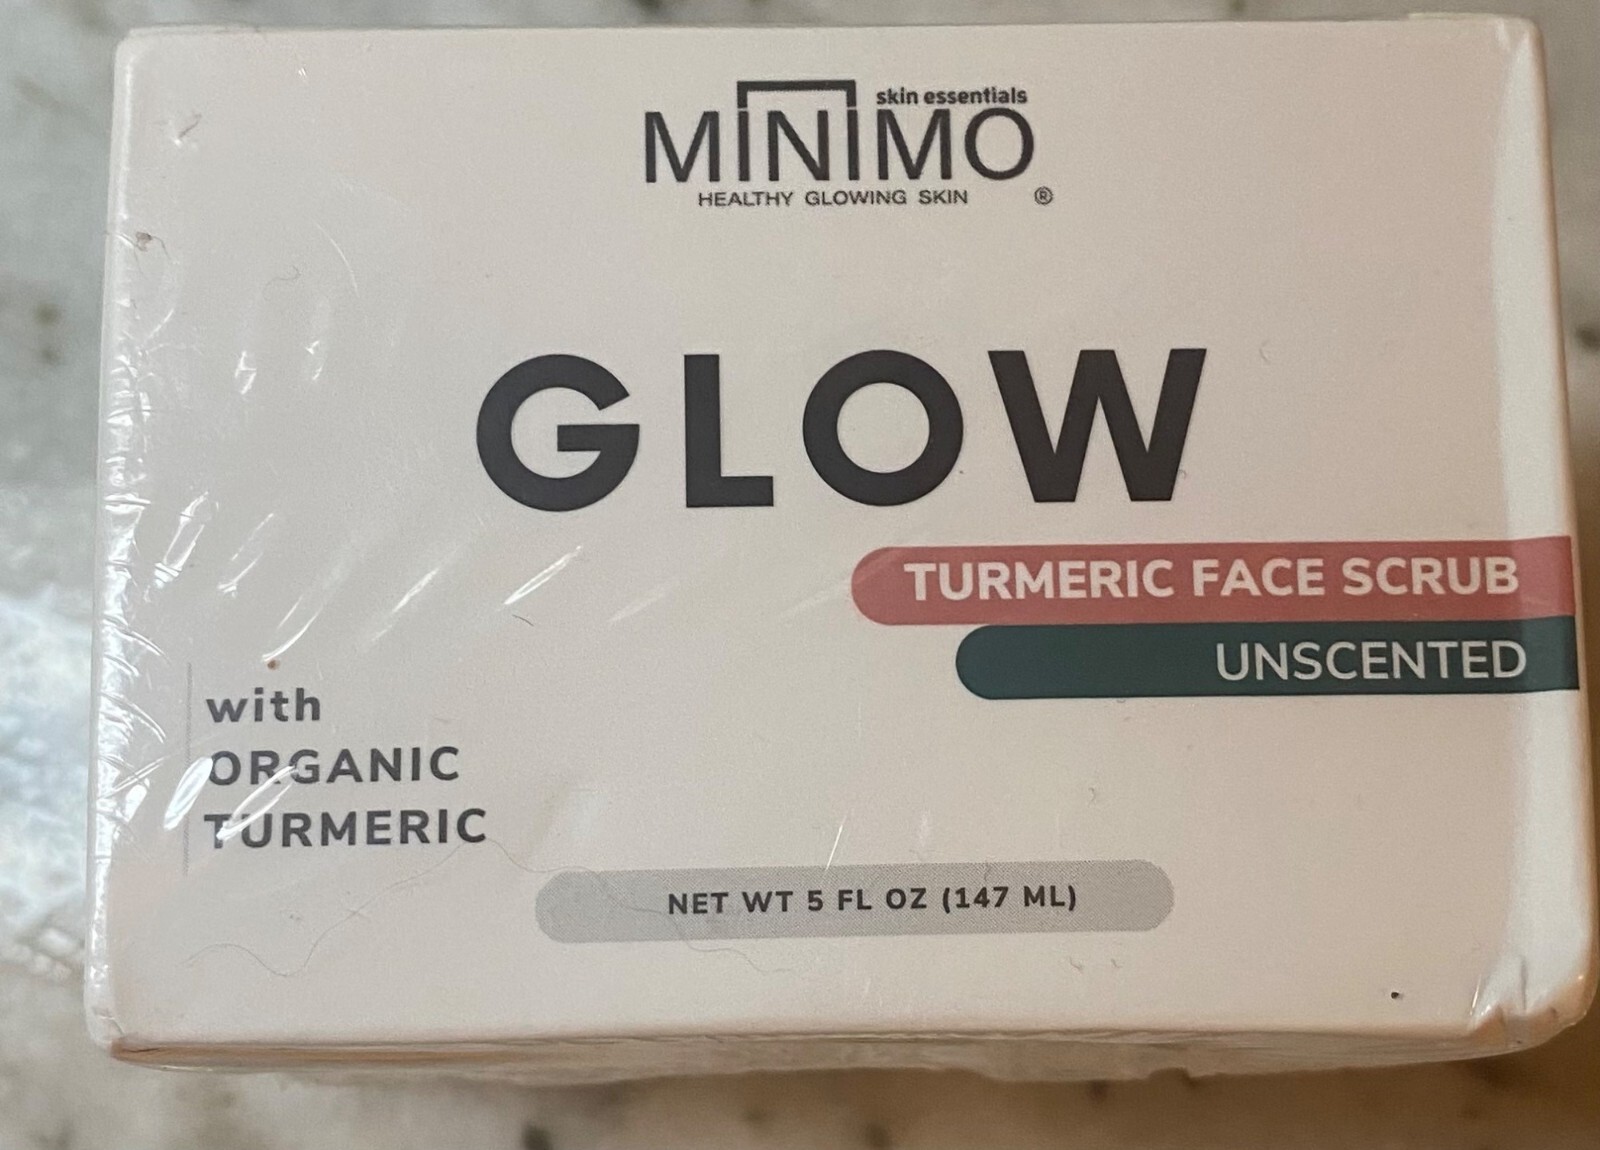 skin essentials
MINIMO
HEALTHY GLOWING SKIN ®
GLOW
TURMERIC FACE SCRUB
UNSCENTED
with
ORGANIC
TURMERIC
NET WT 5 FL OZ (147 ML)